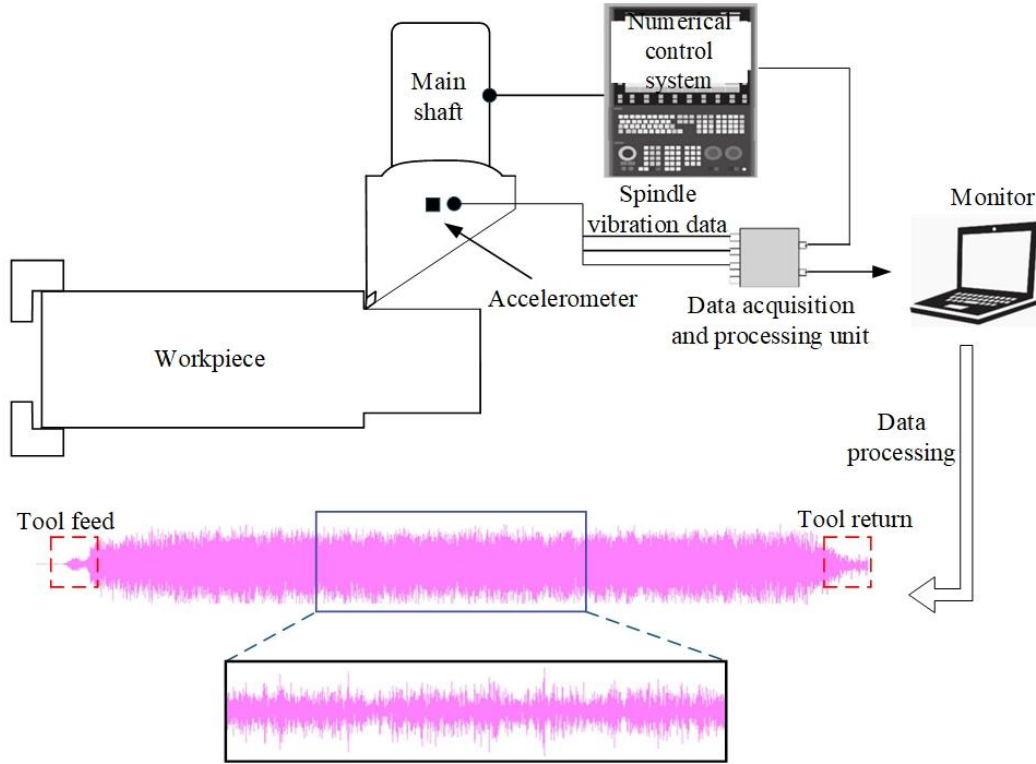 Numerical
control
system
Main
shaft
Spindle
vibration data
Monitor
Accelerometer
Data acquisition
and processing unit
Workpiece
Data
processing
Tool feed
Tool return